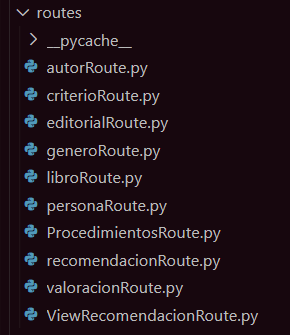 routes
__pycache__
autorRoute.py
criterioRoute.py
editorialRoute.py
generoRoute.py
libroRoute.py
personaRoute.py
ProcedimientosRoute.py
recomendacionRoute.py
valoracionRoute.py
ViewRecomendacionRoute.py